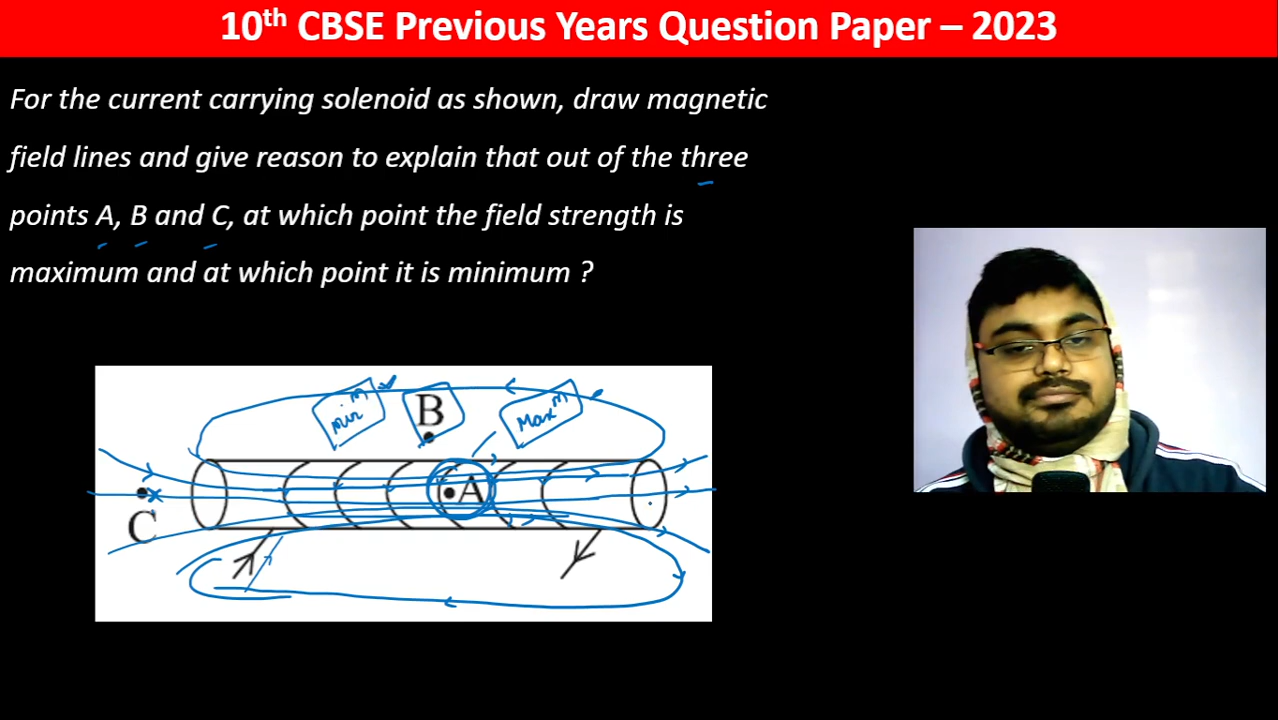 10th CBSE Previous Years Question Paper – 2023
For the current carrying solenoid as shown, draw magnetic
field lines and give reason to explain that out of the three
points A, B and C, at which point the field strength is
maximum and at which point it is minimum ?
minm
B
Maxm
A
C